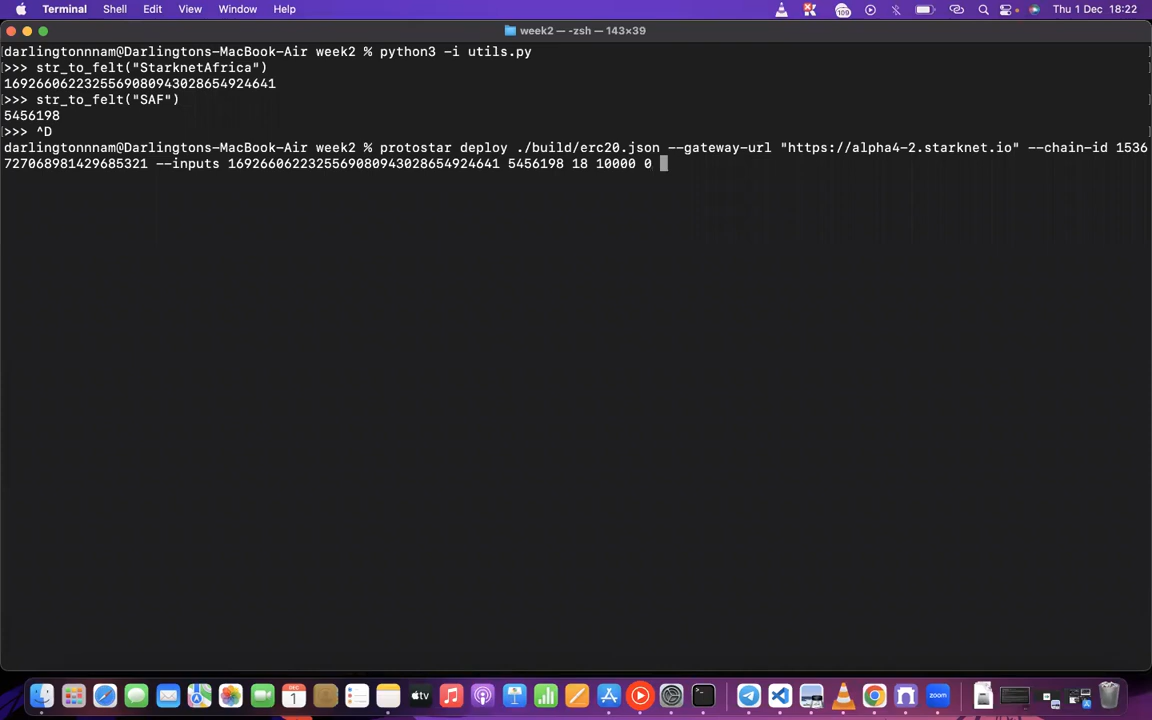 Terminal Shell Edit View Window Help Thu 1 Dec 18:22
week2 — -zsh — 143×39
darlingtonnnam@Darlingtons-MacBook-Air week2 % python3 -i utils.py
>>> str_to_felt("StarknetAfrica")
1692660622325569080943028654924641
>>> str_to_felt("SAF")
5456198
>>> ^D
darlingtonnnam@Darlingtons-MacBook-Air week2 % protostar deploy ./build/erc20.json --gateway-url "https://alpha4-2.starknet.io" --chain-id 1536
727068981429685321 --inputs 1692660622325569080943028654924641 5456198 18 10000 0